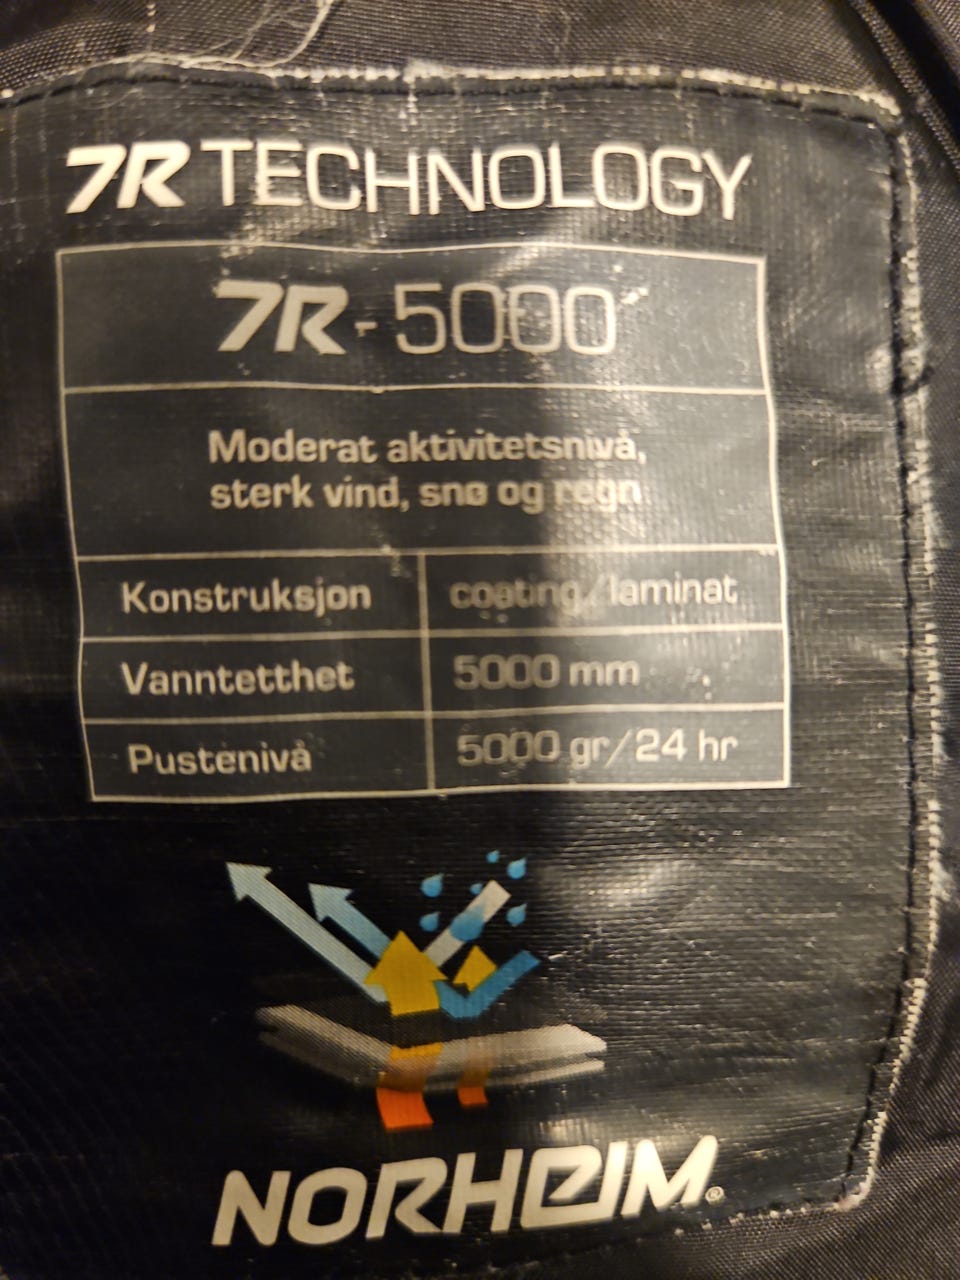 7R TECHNOLOGY
7R - 5000
Moderat aktivitetsnivå,
sterk vind, snø og regn
Konstruksjon coating/laminat
Vanntetthet 5000 mm
Pustenivå 5000 gr/24 hr
NORHEIM®